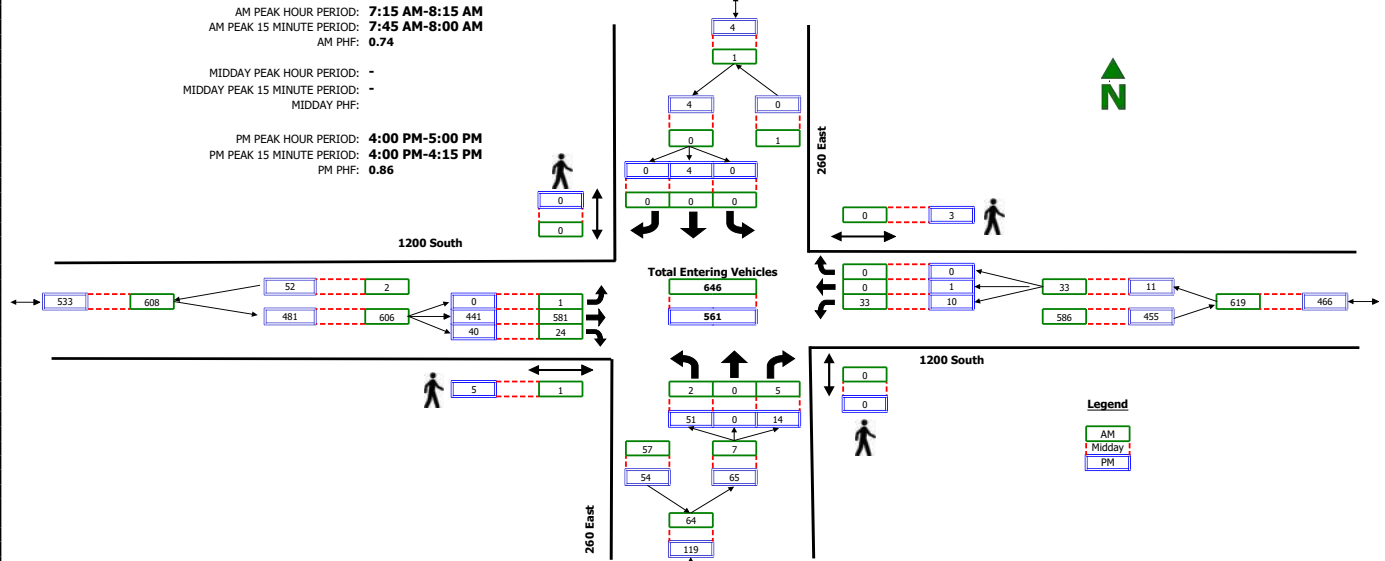 AM PEAK HOUR PERIOD: 7:15 AM-8:15 AM
AM PEAK 15 MINUTE PERIOD: 7:45 AM-8:00 AM
AM PHF: 0.74
MIDDAY PEAK HOUR PERIOD: -
MIDDAY PEAK 15 MINUTE PERIOD: -
MIDDAY PHF:
PM PEAK HOUR PERIOD: 4:00 PM-5:00 PM
PM PEAK 15 MINUTE PERIOD: 4:00 PM-4:15 PM
PM PHF: 0.86
4
1
4 0
0 1
0 4 0
0 0 0
260 East
N
0
0
1200 South
0 3
Total Entering Vehicles
646
561
533 608
52 2
481 606
0 1
441 581
40 24
0 0
0 1
33 10
33 11
586 455
619 466
1200 South
5 1
2 0 5
51 0 14
57 7
54 65
64
119
260 East
0
0
Legend
AM
Midday
PM